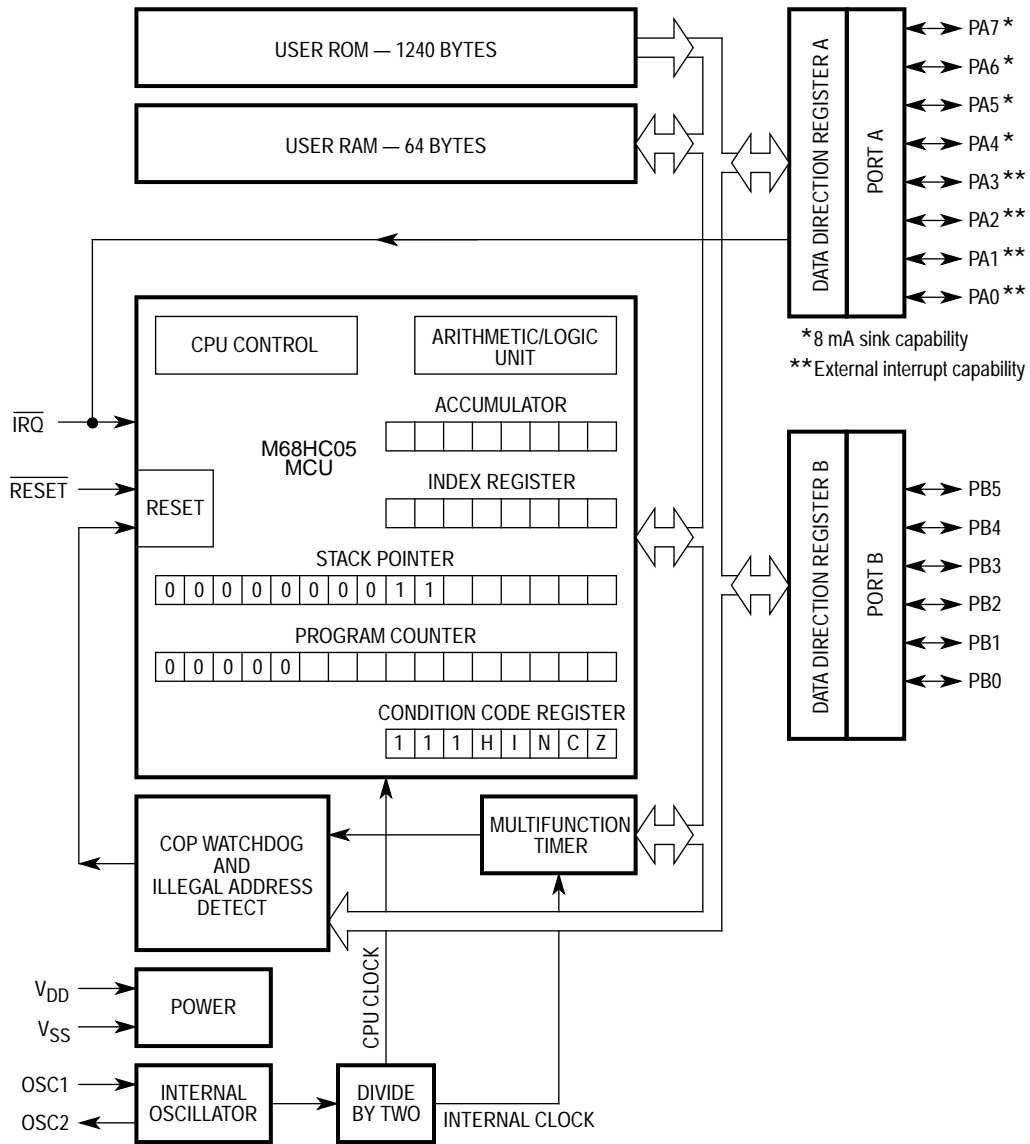 USER ROM — 1240 BYTES
USER RAM — 64 BYTES
DATA DIRECTION REGISTER A
PORT A
PA7*
PA6*
PA5*
PA4*
PA3**
PA2**
PA1**
PA0**
*8 mA sink capability
**External interrupt capability
CPU CONTROL
ARITHMETIC/LOGIC
UNIT
ACCUMULATOR
IRQ
M68HC05
MCU
INDEX REGISTER
RESET
RESET
STACK POINTER
0 0 0 0 0 0 0 0 1 1
PROGRAM COUNTER
0 0 0 0 0
CONDITION CODE REGISTER
1 1 1 H I N C Z
DATA DIRECTION REGISTER B
PORT B
PB5
PB4
PB3
PB2
PB1
PB0
COP WATCHDOG
AND
ILLEGAL ADDRESS
DETECT
MULTIFUNCTION
TIMER
VDD
VSS
POWER
CPU CLOCK
OSC1
OSC2
INTERNAL
OSCILLATOR
DIVIDE
BY TWO
INTERNAL CLOCK